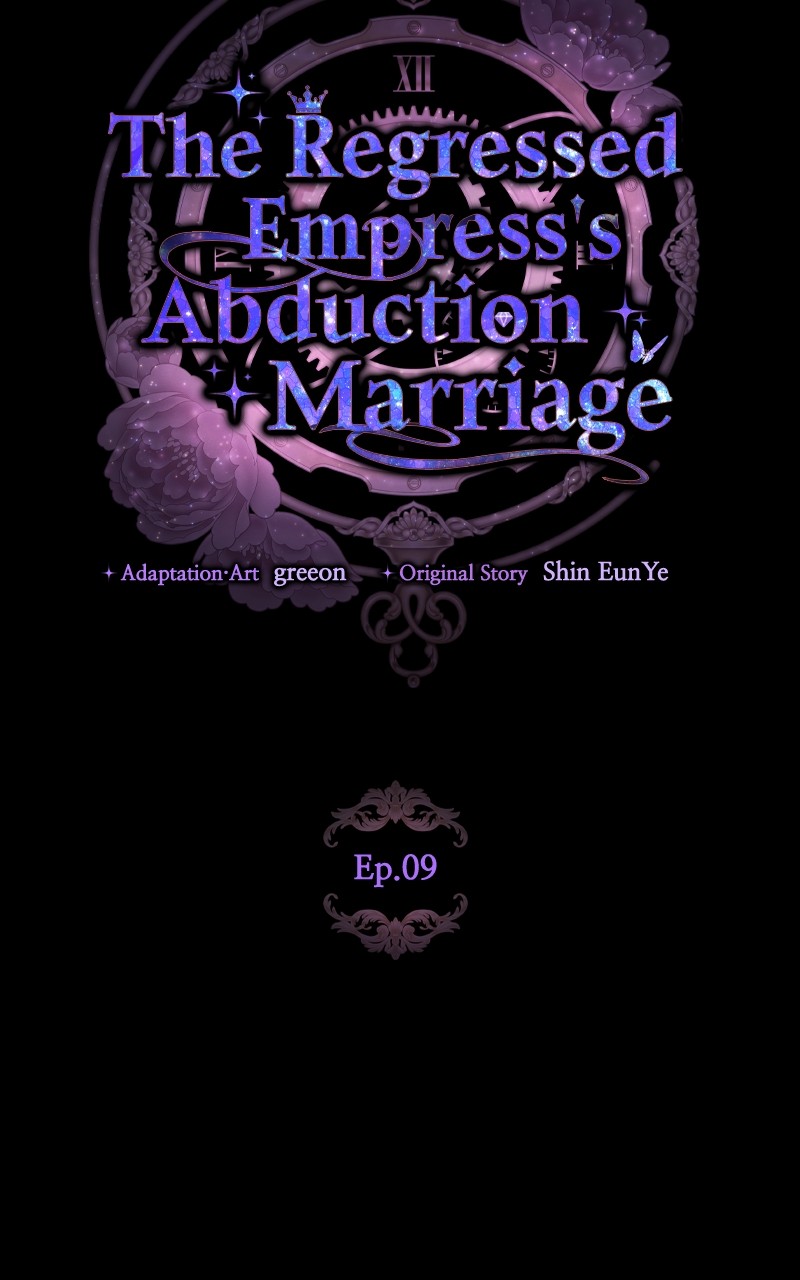 XII
The Regressed
Empress's
Abduction
Marriage
Adaptation·Art greeon Original Story Shin EunYe
Ep.09